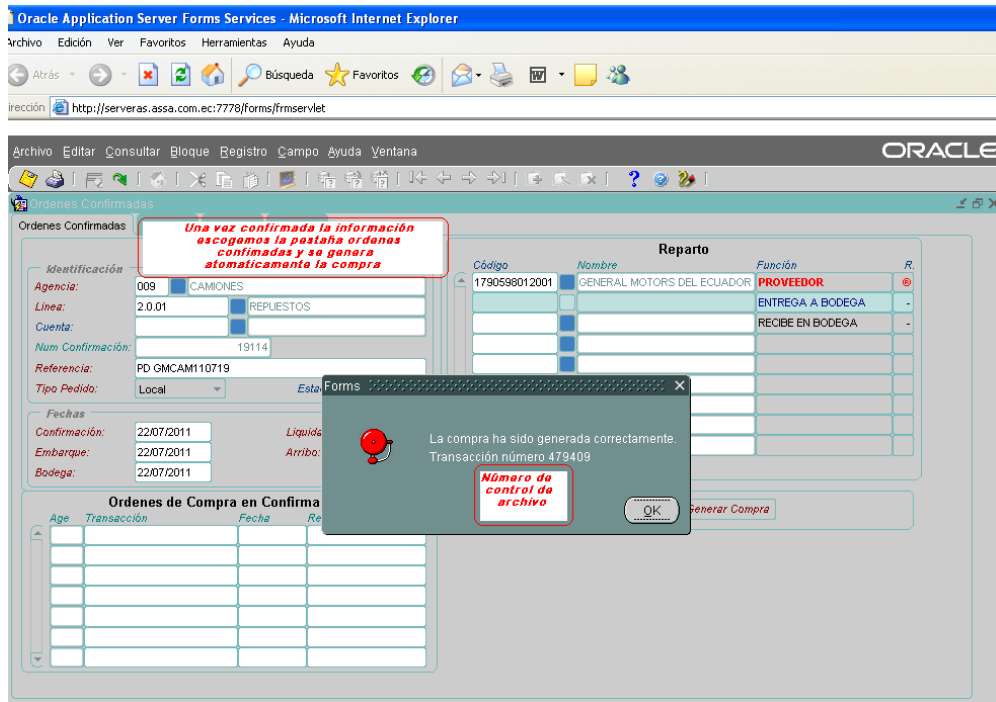 Oracle Application Server Forms Services - Microsoft Internet Explorer
Archivo Edición Ver Favoritos Herramientas Ayuda
Atrás Búsqueda Favoritos
irección http://serveras.assa.com.ec:7778/forms/frmservlet
Archivo Editar Consultar Bloque Registro Campo Ayuda Ventana ORACLE
Ordenes Confirmadas
Ordenes Confirmadas
Una vez confirmada la información
escogemos la pestaña ordenes
confimadas y se genera
atomaticamente la compra
Identificación
Agencia: 009 CAMIONES
Linea: 2.0.01 REPUESTOS
Cuenta:
Num Confirmación: 19114
Referencia: PD GMCAM110719
Tipo Pedido: Local Esta
Fechas
Confirmación: 22/07/2011 Liquida
Embarque: 22/07/2011 Arribo:
Bodega: 22/07/2011
Reparto
Código Nombre Función R.
1790598012001 GENERAL MOTORS DEL ECUADOR PROVEEDOR ®
ENTREGA A BODEGA -
RECIBE EN BODEGA -
Forms
La compra ha sido generada correctamente.
Transacción número 479409
Número de
control de
archivo
OK
Generar Compra
Ordenes de Compra en Confirma
Age Transacción Fecha Re